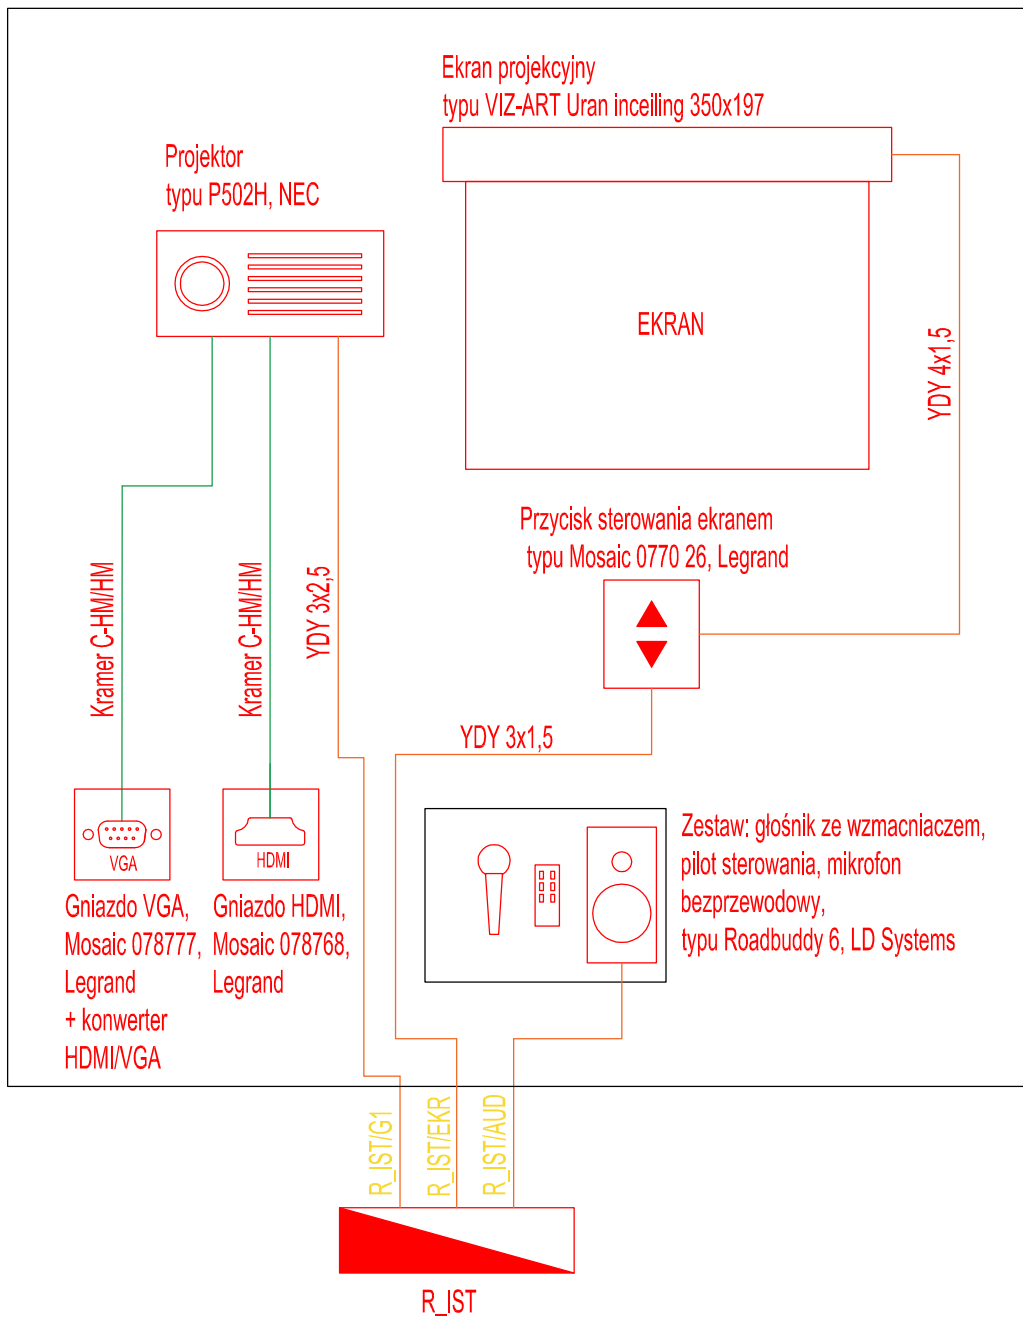 Ekran projekcyjny
typu VIZ-ART Uran inceiling 350x197
Projektor
typu P502H, NEC
EKRAN
YDY 4x1,5
Przycisk sterowania ekranem
typu Mosaic 0770 26, Legrand
Kramer C-HM/HM
Kramer C-HM/HM
YDY 3x2,5
YDY 3x1,5
VGA
HDMI
Zestaw: głośnik ze wzmacniaczem,
pilot sterowania, mikrofon
bezprzewodowy,
typu Roadbuddy 6, LD Systems
Gniazdo VGA,
Mosaic 078777,
Legrand
+ konwerter
HDMI/VGA
Gniazdo HDMI,
Mosaic 078768,
Legrand
R_IST/G1
R_IST/EKR
R_IST/AUD
R_IST